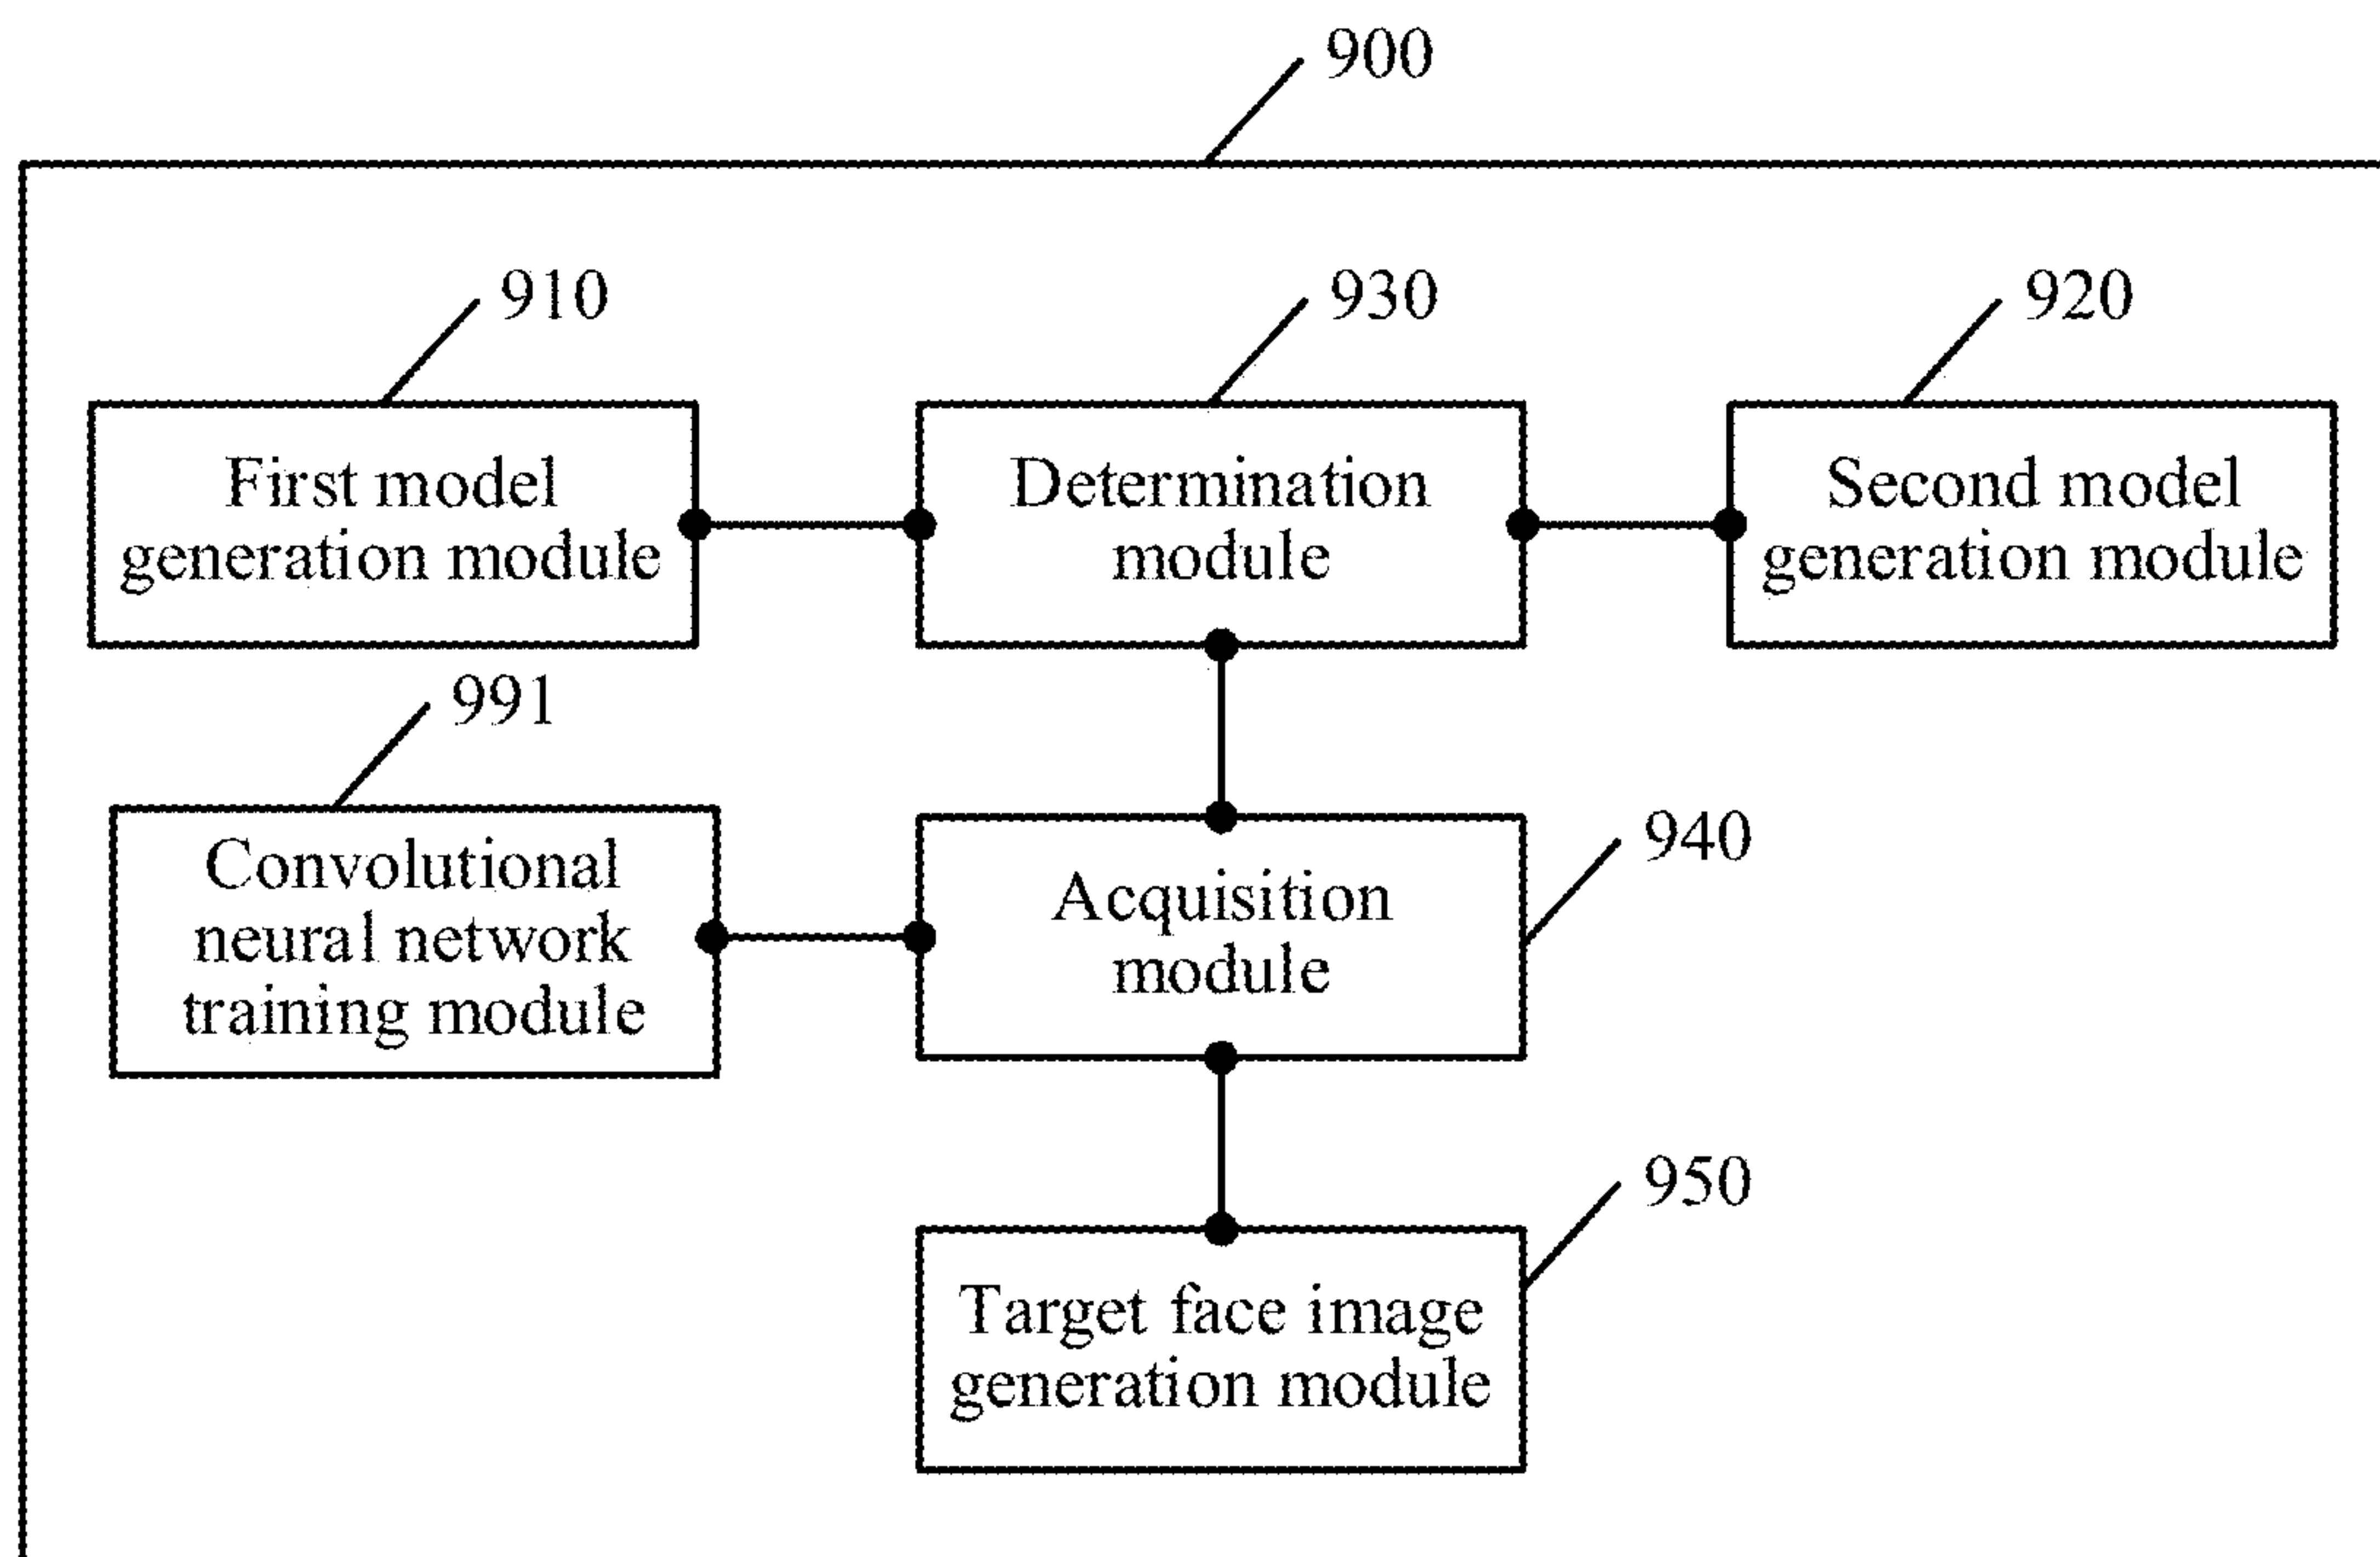 900
910
930
920
First model
generation module
Determination
module
Second model
generation module
991
940
Convolutional
neural network
training module
Acquisition
module
950
Target face image
generation module